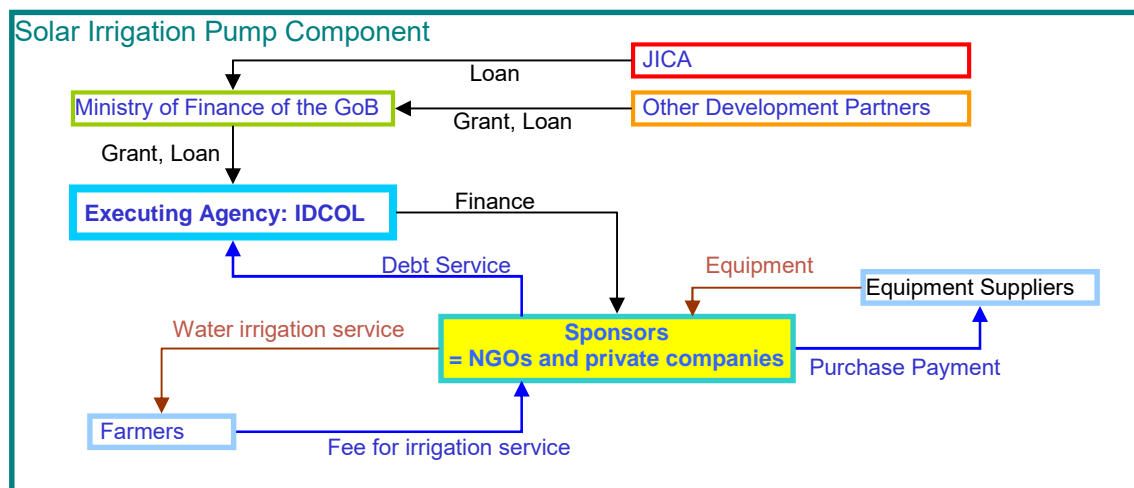 Solar Irrigation Pump Component
JICA
Loan
Ministry of Finance of the GoB
Other Development Partners
Grant, Loan
Grant, Loan
Executing Agency: IDCOL
Finance
Debt Service
Equipment
Equipment Suppliers
Water irrigation service
Sponsors
= NGOs and private companies
Purchase Payment
Farmers
Fee for irrigation service